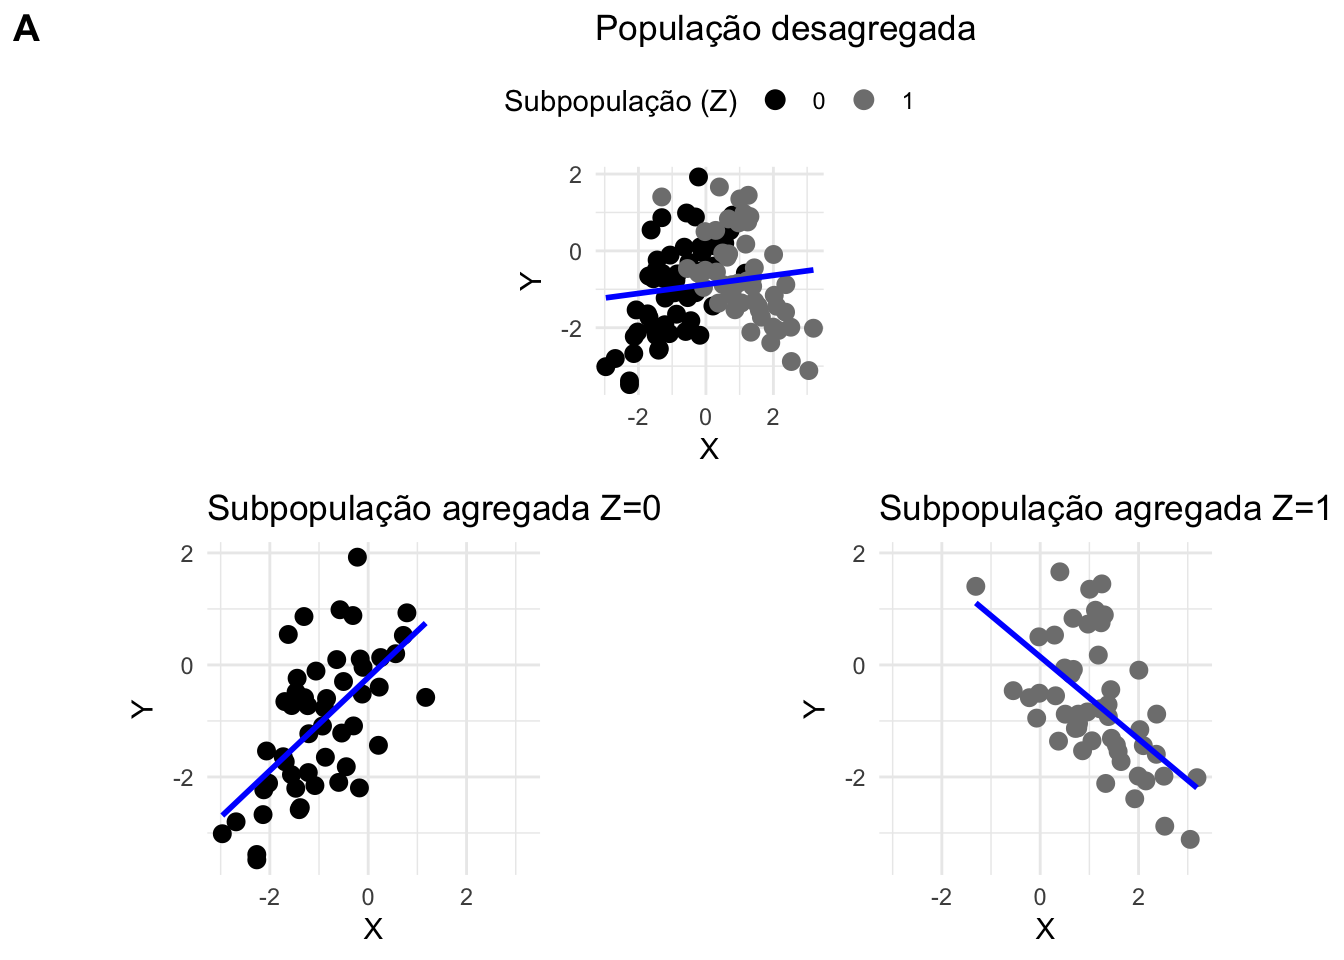 A
População desagregada
Subpopulação (Z) 0 1
2
0
-2
Y
-2 0 2
X
Subpopulação agregada Z=0
2
0
-2
Y
-2 0 2
X
Subpopulação agregada Z=1
2
0
-2
Y
-2 0 2
X